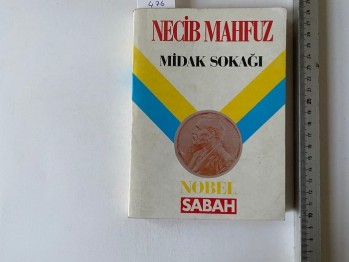 476
NECİB MAHFUZ
MİDAK SOKAĞI
NOBEL
SABAH